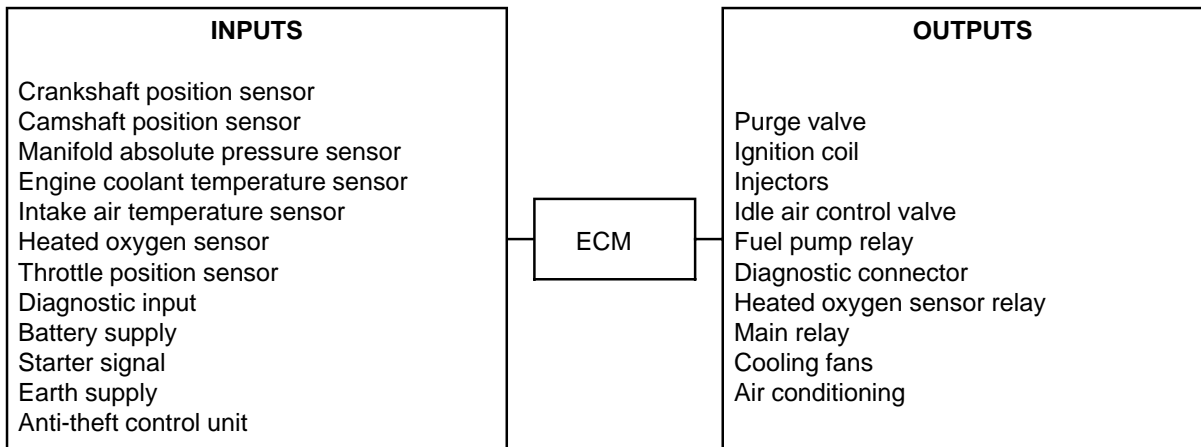 INPUTS
Crankshaft position sensor
Camshaft position sensor
Manifold absolute pressure sensor
Engine coolant temperature sensor
Intake air temperature sensor
Heated oxygen sensor
Throttle position sensor
Diagnostic input
Battery supply
Starter signal
Earth supply
Anti-theft control unit
ECM
OUTPUTS
Purge valve
Ignition coil
Injectors
Idle air control valve
Fuel pump relay
Diagnostic connector
Heated oxygen sensor relay
Main relay
Cooling fans
Air conditioning